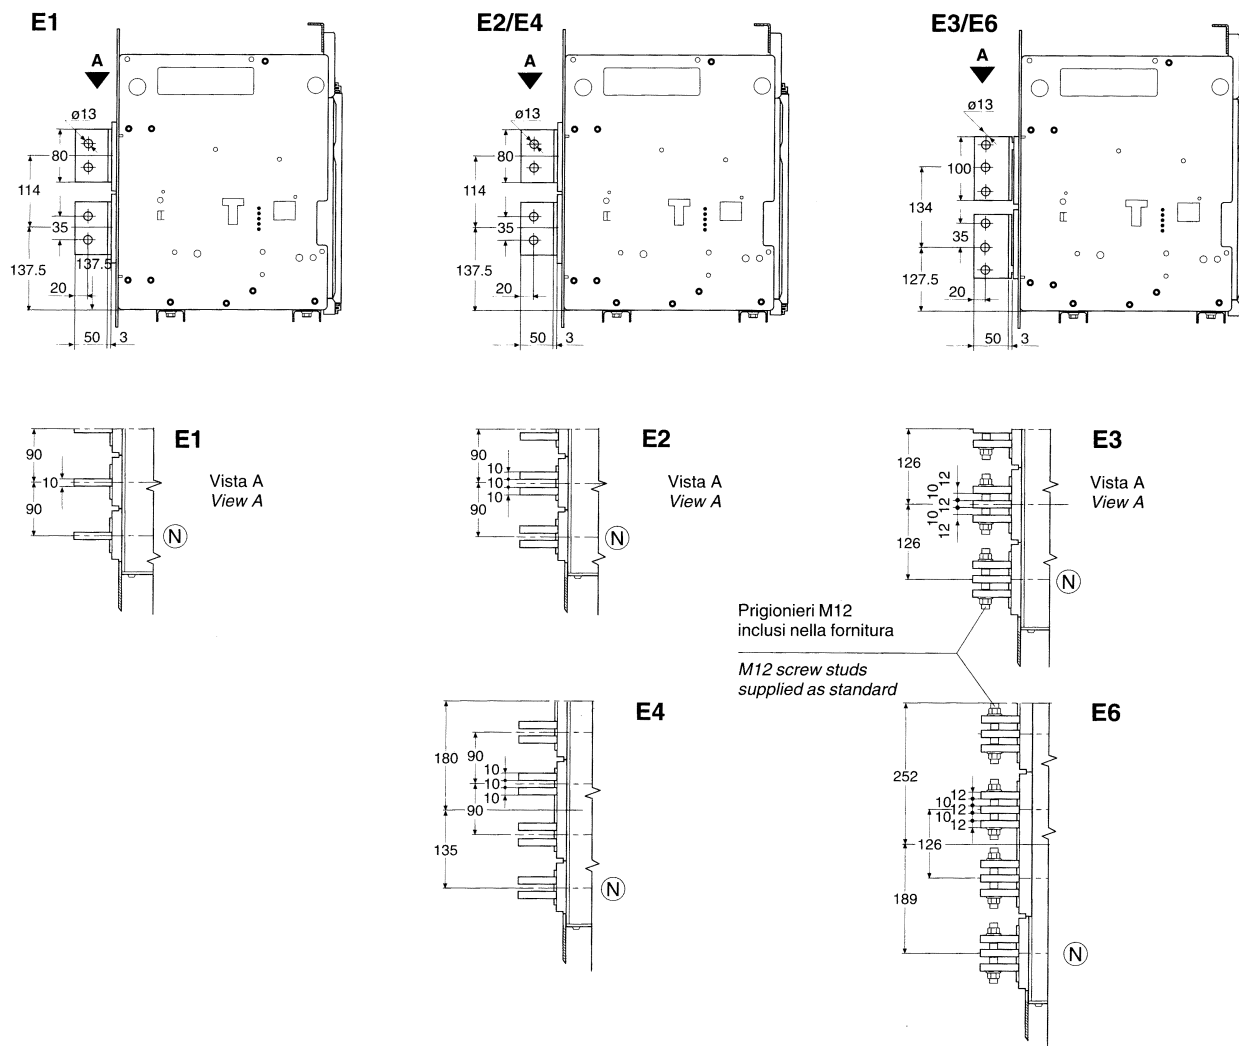 E1
E2/E4
E3/E6
A
A
A
ø13
ø13
ø13
80
80
100
114
114
134
35
35
35
137.5
137.5
137.5
127.5
20
20
20
50 3
50 3
50 3
E1
Vista A
View A
90
10
90
N
E2
Vista A
View A
90
10
10
10
90
N
E3
Vista A
View A
126
12
10
12
10
12
126
N
Prigionieri M12
inclusi nella fornitura
M12 screw studs
supplied as standard
E4
180
90
10
10
10
90
135
N
E6
252
12
10
12
10
12
126
189
N